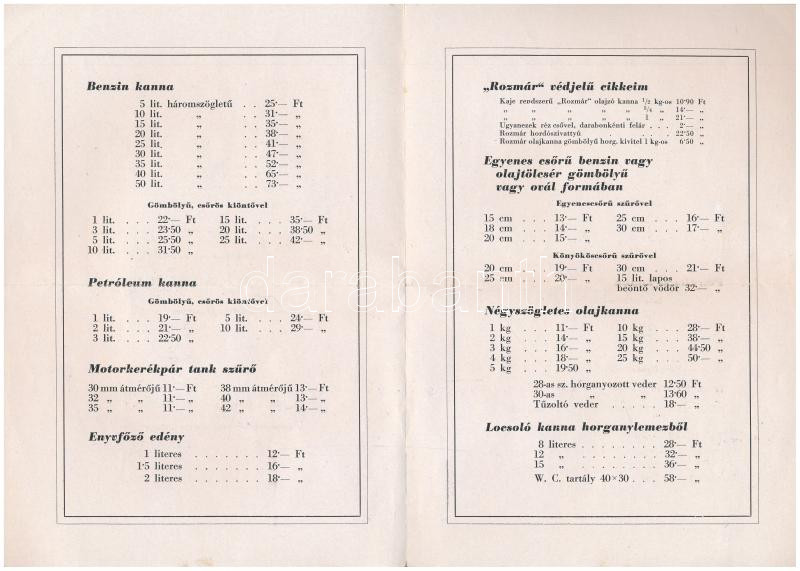 Benzin kanna
5 lit. háromszögletű . . 25·— Ft
10 lit. „ . . 31·— „
15 lit. „ . . 35·— „
20 lit. „ . . 38·— „
25 lit. „ . . 41·— „
30 lit. „ . . 47·— „
35 lit. „ . . 52·— „
40 lit. „ . . 65·— „
50 lit. „ . . 73·— „
Gömbölyű, csőrös kiöntővel
1 lit. . . . 22·— Ft 15 lit. . . . 35·— Ft
3 lit. . . . 23·50 „ 20 lit. . . . 38·50 „
5 lit. . . . 25·50 „ 25 lit. . . . 42·— „
10 lit. . . . 31·50 „
Petróleum kanna
Gömbölyű, csőrös kiöntővel
1 lit. . . . 19·— Ft 5 lit. . . . 24·— Ft
2 lit. . . . 21·— „ 10 lit. . . . 29·— „
3 lit. . . . 22·50 „
Motorkerékpár tank szűrő
30 mm átmérőjű 11·— Ft 38 mm átmérőjű 13·— Ft
32 „ „ 11·— „ 40 „ „ 13·— „
35 „ „ 11·— „ 42 „ „ 14·— „
Enyvfőző edény
1 literes . . . . . . . 12·— Ft
1·5 literes . . . . . . . 16·— „
2 literes . . . . . . . 18·— „
„Rozmár“ védjelű cikkeim
Kaje rendszerű „Rozmár“ olajzó kanna 1/2 kg-os 10·90 Ft
„ „ „ „ „ 3/4 „ 14·— „
„ „ „ „ „ 1 „ 21·— „
Ugyanezek réz csővel, darabonkénti felár . . . . 2·— „
Rozmár hordószivattyú . . . . . . . 22·50 „
Rozmár olajkanna gömbölyű horg. kivitel 1 kg-os 6·50 „
Egyenes csőrű benzin vagy
olajtölcsér gömbölyű
vagy ovál formában
Egyenescsőrű szűrővel
15 cm . . . 13·— Ft 25 cm . . . 16·— Ft
18 cm . . . 14·— „ 30 cm . . . 17·— „
20 cm . . . 15·— „
Könyökcsőrű szűrővel
20 cm . . . 19·— Ft 30 cm . . . 21·— Ft
25 cm . . . 20·— „ 15 lit. lapos
beöntő vödör 32·— „
Négyszögletes olajkanna
1 kg . . . 11·— Ft 10 kg . . . 28·— Ft
2 kg . . . 14·— „ 15 kg . . . 38·— „
3 kg . . . 16·— „ 20 kg . . . 44·50 „
4 kg . . . 18·— „ 25 kg . . . 50·— „
5 kg . . . 19·50 „
28-as sz. horganyozott veder 12·50 Ft
30-as „ „ 13·60 „
Tűzoltó veder . . . . . 18·— „
Locsoló kanna horganylemezből
8 literes . . . . . . . . 28·— Ft
12 „ . . . . . . . . 32·— „
15 „ . . . . . . . . 36·— „
W. C. tartály 40×30 . . . 58·— „
darabanth